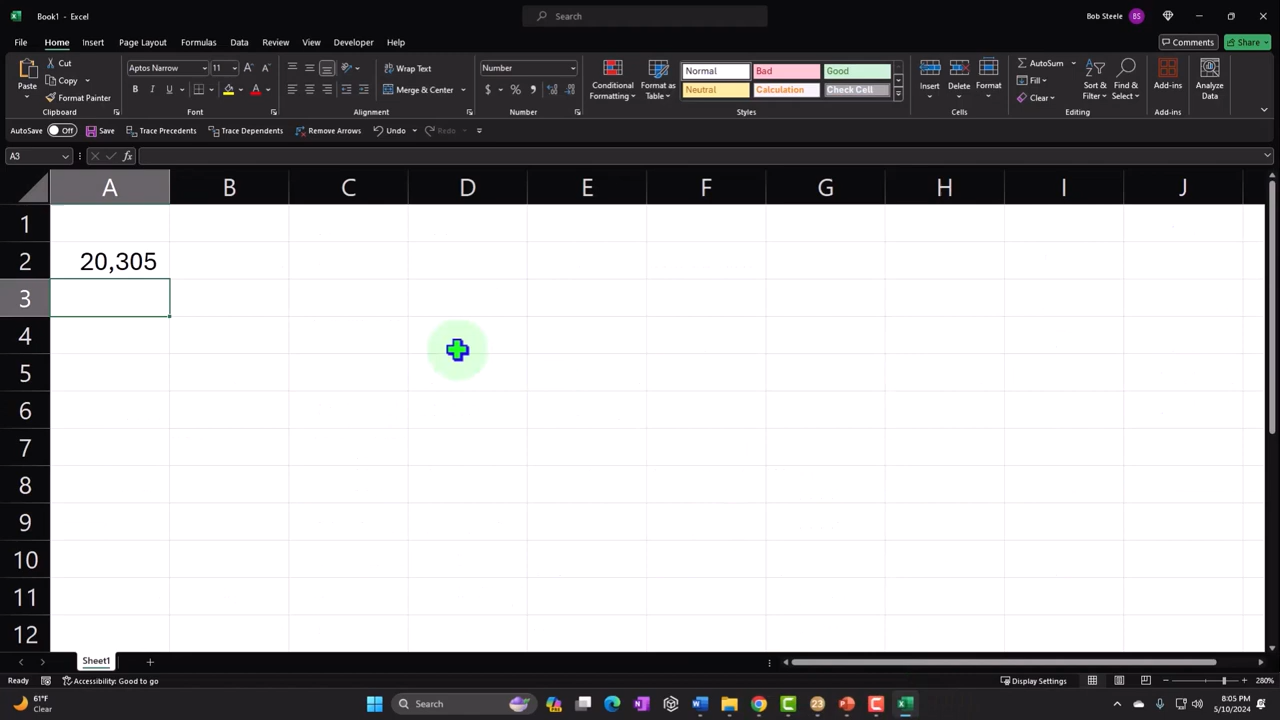 Book1 - Excel
Search
Bob Steele BS
File Home Insert Page Layout Formulas Data Review View Developer Help
Comments Share
Paste
Cut
Copy
Format Painter
Clipboard
Aptos Narrow 11 A A
B I U A
Font
Wrap Text
Merge & Center
Alignment
Number
$ % ,
Number
Conditional Formatting
Format as Table
Normal Bad Good
Neutral Calculation Check Cell
Styles
Insert Delete Format
Cells
AutoSum
Fill
Clear
Sort & Filter
Find & Select
Editing
Add-ins
Add-ins
Analyze Data
AutoSave Off Save Trace Precedents Trace Dependents Remove Arrows Undo Redo
A3 fx
A B C D E F G H I J
1
2 20,305
3
4
5
6
7
8
9
10
11
12
Sheet1
Ready Accessibility: Good to go Display Settings 280%
61°F
Clear
Search
23
8:05 PM
5/10/2024